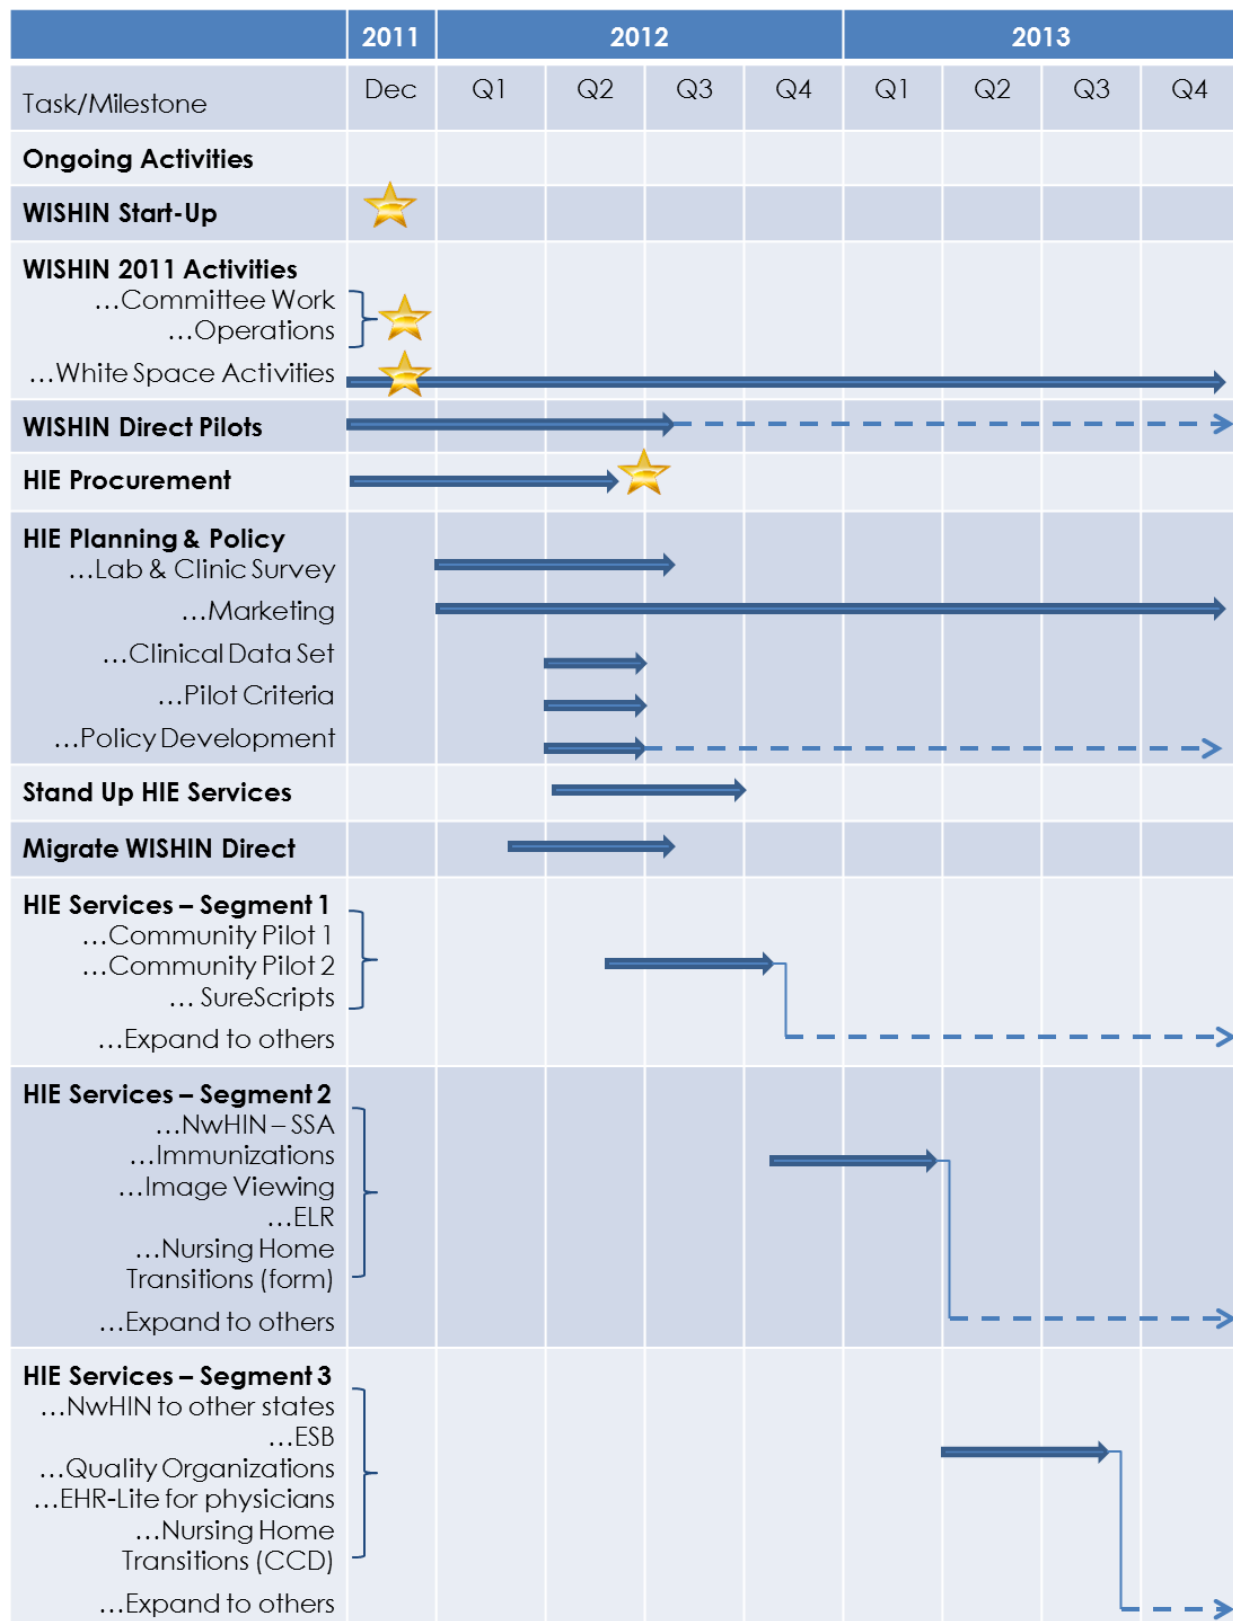 2011 2012 2013
Task/Milestone Dec Q1 Q2 Q3 Q4 Q1 Q2 Q3 Q4
Ongoing Activities
WISHIN Start-Up
WISHIN 2011 Activities
...Committee Work
...Operations
...White Space Activities
WISHIN Direct Pilots
HIE Procurement
HIE Planning & Policy
...Lab & Clinic Survey
...Marketing
...Clinical Data Set
...Pilot Criteria
...Policy Development
Stand Up HIE Services
Migrate WISHIN Direct
HIE Services – Segment 1
...Community Pilot 1
...Community Pilot 2
... SureScripts
...Expand to others
HIE Services – Segment 2
...NwHIN – SSA
...Immunizations
...Image Viewing
...ELR
...Nursing Home
Transitions (form)
...Expand to others
HIE Services – Segment 3
...NwHIN to other states
...ESB
...Quality Organizations
...EHR-Lite for physicians
...Nursing Home
Transitions (CCD)
...Expand to others